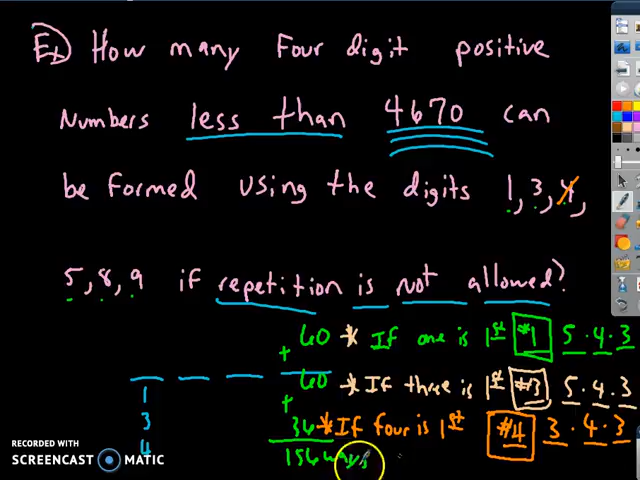 Ex) How many Four digit positive
Numbers less than 4670 can
be formed using the digits 1, 3, 4,
5, 8, 9 if repetition is not allowed?
60 * If one is 1st #1 5 · 4 · 3
+
60 * If three is 1st #3 5 · 4 · 3
1
+
3
36 * If four is 1st #4 3 · 4 · 3
4
156 ways
RECORDED WITH
SCREENCAST MATIC